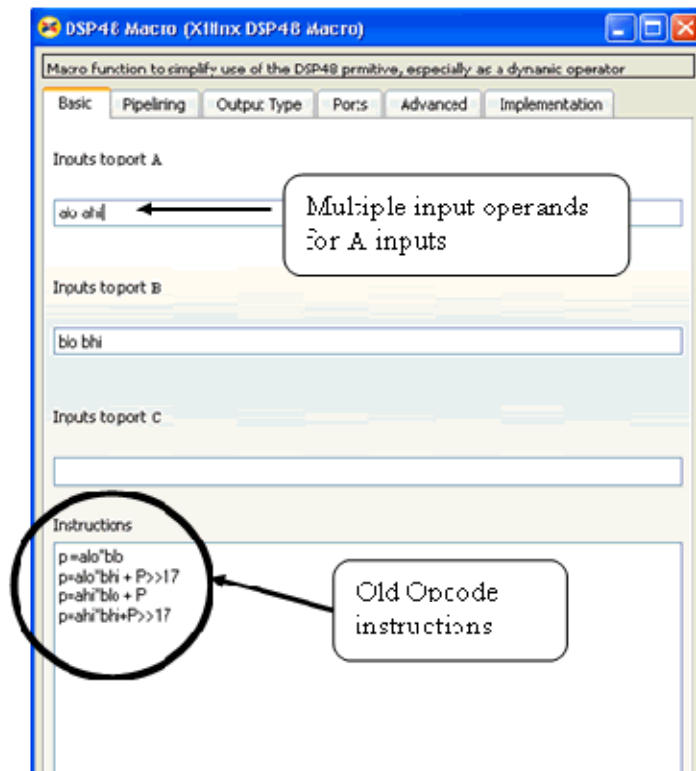 DSP48 Macro (Xilinx DSP48 Macro)
Macro function to simplify use of the DSP48 prmitive, especially as a dynamic operator
Basic Pipelining Output Type Ports Advanced Implementation
Inputs to port A
alo ahi
Multiple input operands
for A inputs
Inputs to port B
blo bhi
Inputs to port C
Instructions
p=alo*blo
p=alo*bhi + P>>17
p=ahi*blo + P
p=ahi*bhi+P>>17
Old Opcode
instructions